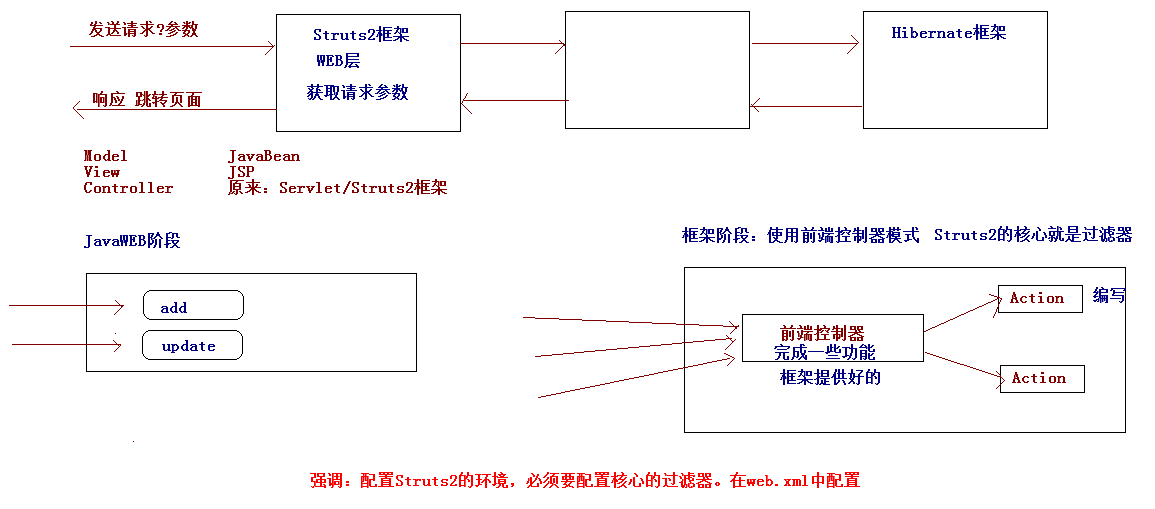 发送请求?参数
响应 跳转页面
Struts2框架
WEB层
获取请求参数
Hibernate框架
Model JavaBean
View JSP
Controller 原来：Servlet/Struts2框架
JavaWEB阶段
add
update
框架阶段：使用前端控制器模式 Struts2的核心就是过滤器
前端控制器
完成一些功能
框架提供好的
Action 编写
Action
强调：配置Struts2的环境，必须要配置核心的过滤器。在web.xml中配置